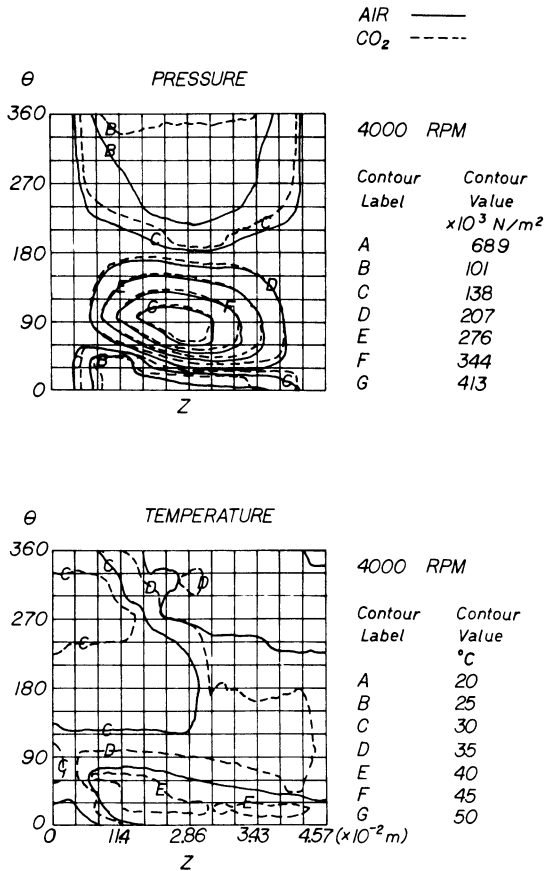 AIR
CO₂
θ PRESSURE
360
270
180
90
0
B
B
C
C
E
D
G
F
B
G
Z
4000 RPM
Contour Contour
Label Value
x10³ N/m²
A 689
B 101
C 138
D 207
E 276
F 344
G 413
θ TEMPERATURE
360
270
180
90
0
C
C
D
D
C
C
D
E
E
0 1.14 2.86 3.43 4.57 (x10⁻² m)
Z
4000 RPM
Contour Contour
Label Value
°C
A 20
B 25
C 30
D 35
E 40
F 45
G 50